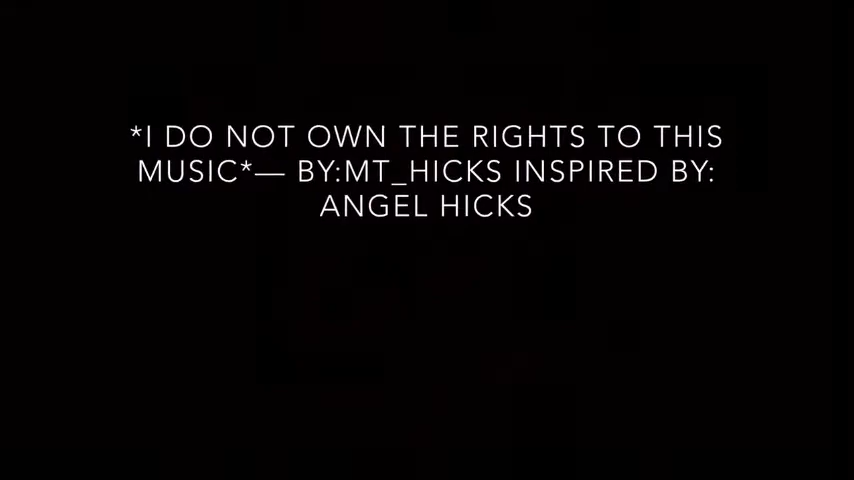 *I DO NOT OWN THE RIGHTS TO THIS
MUSIC*— BY:MT_HICKS INSPIRED BY:
ANGEL HICKS